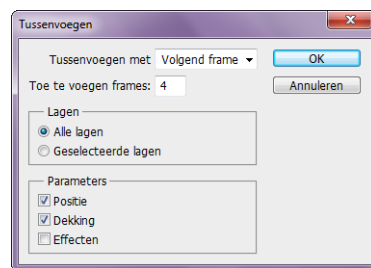 Tussenvoegen
Tussenvoegen met Volgend frame OK
Toe te voegen frames: 4 Annuleren
Lagen
Alle lagen
Geselecteerde lagen
Parameters
Positie
Dekking
Effecten